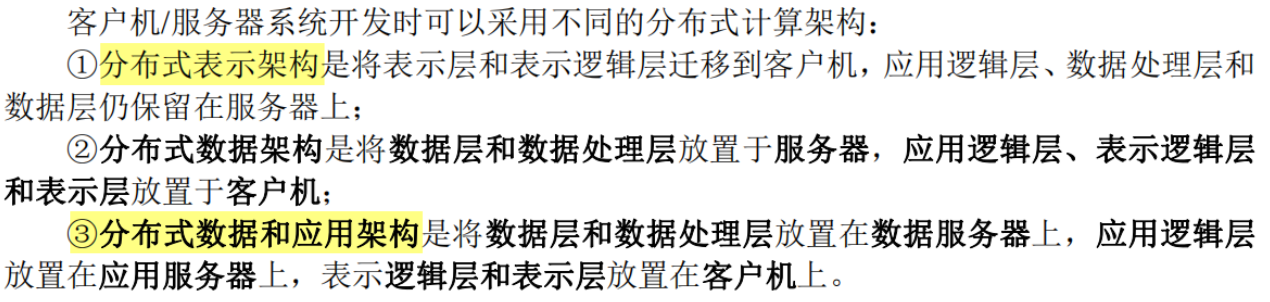 客户机/服务器系统开发时可以采用不同的分布式计算架构：
①分布式表示架构是将表示层和表示逻辑层迁移到客户机，应用逻辑层、数据处理层和
数据层仍保留在服务器上；
②分布式数据架构是将数据层和数据处理层放置于服务器，应用逻辑层、表示逻辑层
和表示层放置于客户机；
③分布式数据和应用架构是将数据层和数据处理层放置在数据服务器上，应用逻辑层
放置在应用服务器上，表示逻辑层和表示层放置在客户机上。